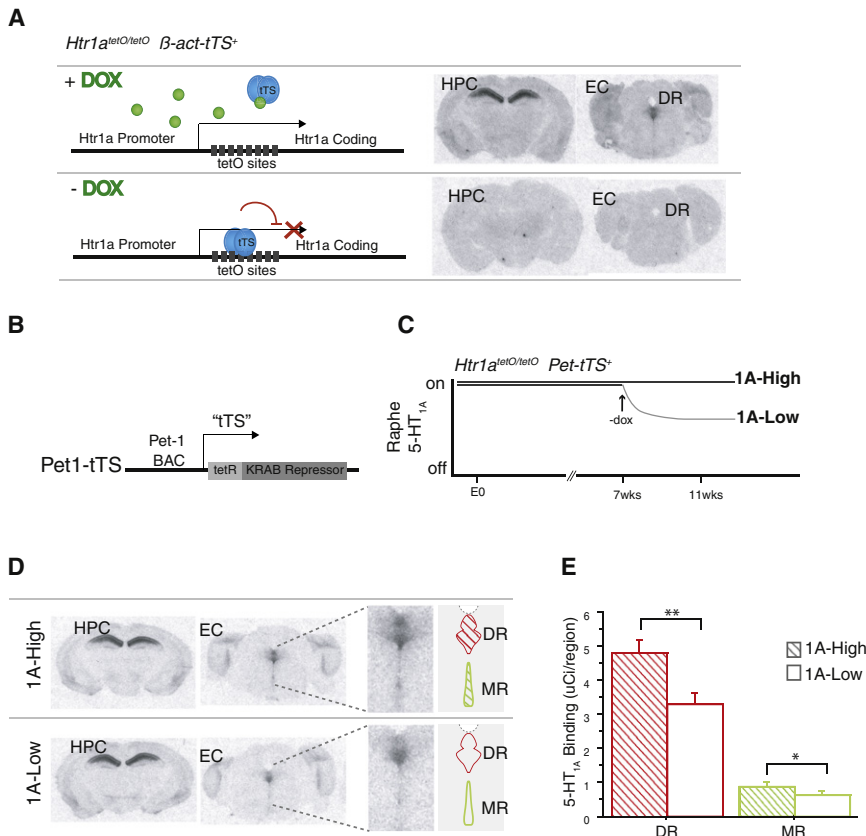 A
Htr1a^tetO/tetO ß-act-tTS+
+ DOX
tTS
Htr1a Promoter
Htr1a Coding
tetO sites
HPC
EC
DR
- DOX
tTS
Htr1a Promoter
Htr1a Coding
tetO sites
HPC
EC
DR
B
Pet1-tTS
Pet-1
BAC
"tTS"
tetR
KRAB Repressor
C
Htr1a^tetO/tetO Pet-tTS+
Raphe
5-HT1A
on
off
1A-High
1A-Low
-dox
E0
//
7wks
11wks
D
1A-High
HPC
EC
DR
MR
1A-Low
HPC
EC
DR
MR
E
5-HT1A Binding (uCi/region)
6
5
4
3
2
1
0
**
*
1A-High
1A-Low
DR
MR